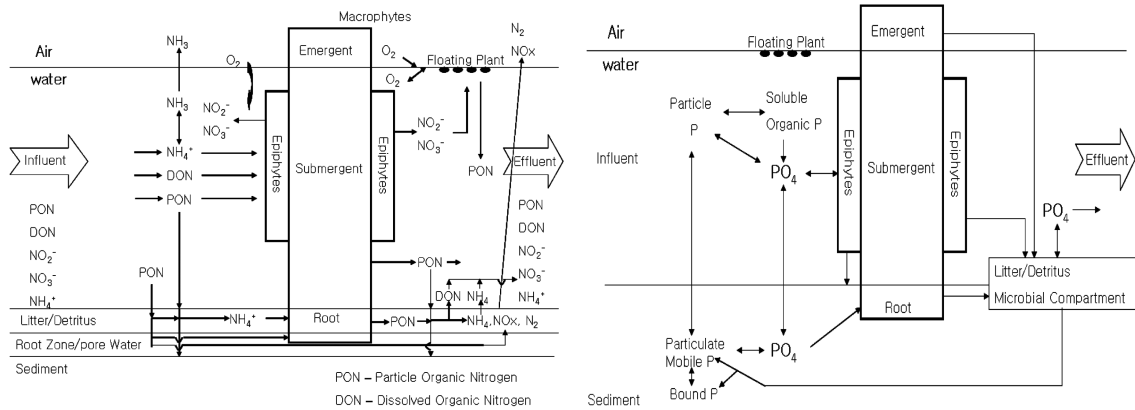 Macrophytes
N2
NOx
Air
water
NH3
O2
Emergent
O2
O2
Floating Plant
NH3
NO2⁻
NO3⁻
NO2⁻
NO3⁻
Influent
NH4⁺
DON
PON
Epiphytes
Submergent
Epiphytes
PON
Effluent
PON
DON
NO2⁻
NO3⁻
NH4⁺
PON
DON
NO2⁻
NO3⁻
NH4⁺
PON
PON
DON
NH4
Litter/Detritus
NH4⁺
Root
PON
NH4,NOx, N2
Root Zone/pore Water
Sediment
PON – Particle Organic Nitrogen
DON – Dissolved Organic Nitrogen
Air
water
Floating Plant
Emergent
Particle
P
Soluble
Organic P
PO4
Influent
Epiphytes
Submergent
Epiphytes
Effluent
PO4
Litter/Detritus
Microbial Compartment
Root
Particulate
Mobile P
PO4
Bound P
Sediment